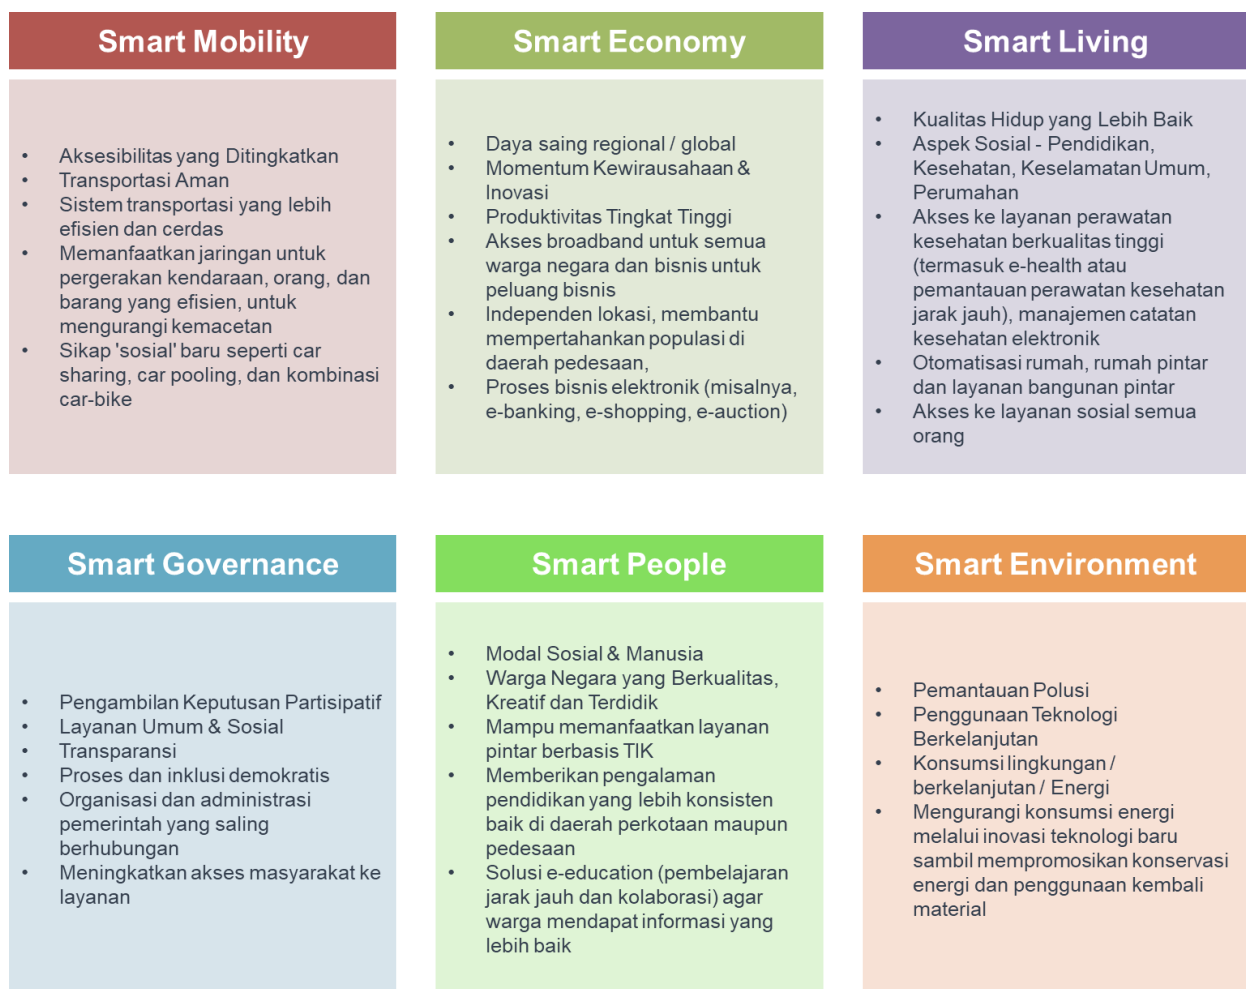 Smart Mobility
• Aksesibilitas yang Ditingkatkan
• Transportasi Aman
• Sistem transportasi yang lebih
efisien dan cerdas
• Memanfaatkan jaringan untuk
pergerakan kendaraan, orang, dan
barang yang efisien, untuk
mengurangi kemacetan
• Sikap 'sosial' baru seperti car
sharing, car pooling, dan kombinasi
car-bike
Smart Economy
• Daya saing regional / global
• Momentum Kewirausahaan &
Inovasi
• Produktivitas Tingkat Tinggi
• Akses broadband untuk semua
warga negara dan bisnis untuk
peluang bisnis
• Independen lokasi, membantu
mempertahankan populasi di
daerah pedesaan,
• Proses bisnis elektronik (misalnya,
e-banking, e-shopping, e-auction)
Smart Living
• Kualitas Hidup yang Lebih Baik
• Aspek Sosial - Pendidikan,
Kesehatan, Keselamatan Umum,
Perumahan
• Akses ke layanan perawatan
kesehatan berkualitas tinggi
(termasuk e-health atau
pemantauan perawatan kesehatan
jarak jauh), manajemen catatan
kesehatan elektronik
• Otomatisasi rumah, rumah pintar
dan layanan bangunan pintar
• Akses ke layanan sosial semua
orang
Smart Governance
• Pengambilan Keputusan Partisipatif
• Layanan Umum & Sosial
• Transparansi
• Proses dan inklusi demokratis
• Organisasi dan administrasi
pemerintah yang saling
berhubungan
• Meningkatkan akses masyarakat ke
layanan
Smart People
• Modal Sosial & Manusia
• Warga Negara yang Berkualitas,
Kreatif dan Terdidik
• Mampu memanfaatkan layanan
pintar berbasis TIK
• Memberikan pengalaman
pendidikan yang lebih konsisten
baik di daerah perkotaan maupun
pedesaan
• Solusi e-education (pembelajaran
jarak jauh dan kolaborasi) agar
warga mendapat informasi yang
lebih baik
Smart Environment
• Pemantauan Polusi
• Penggunaan Teknologi
Berkelanjutan
• Konsumsi lingkungan /
berkelanjutan / Energi
• Mengurangi konsumsi energi
melalui inovasi teknologi baru
sambil mempromosikan konservasi
energi dan penggunaan kembali
material